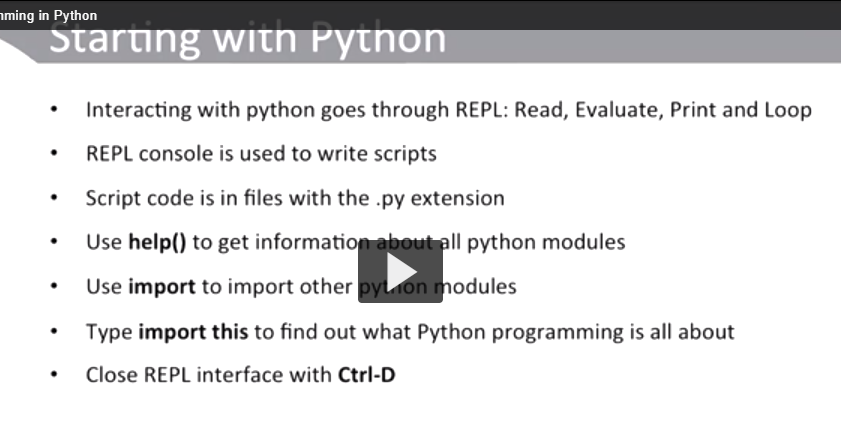 mming in Python
Starting with Python
• Interacting with python goes through REPL: Read, Evaluate, Print and Loop
• REPL console is used to write scripts
• Script code is in files with the .py extension
• Use help() to get information about all python modules
• Use import to import other python modules
• Type import this to find out what Python programming is all about
• Close REPL interface with Ctrl-D